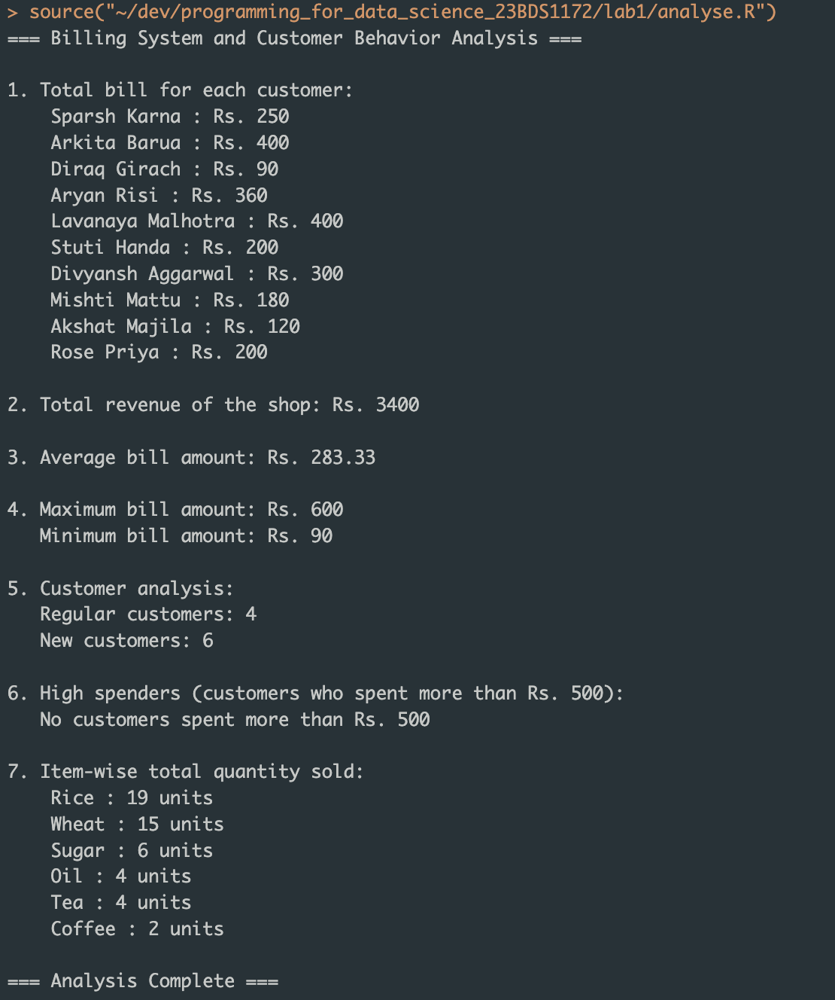 > source("~/dev/programming_for_data_science_23BDS1172/lab1/analyse.R")
=== Billing System and Customer Behavior Analysis ===
1. Total bill for each customer:
Sparsh Karna : Rs. 250
Arkita Barua : Rs. 400
Diraq Girach : Rs. 90
Aryan Risi : Rs. 360
Lavanaya Malhotra : Rs. 400
Stuti Handa : Rs. 200
Divyansh Aggarwal : Rs. 300
Mishti Mattu : Rs. 180
Akshat Majila : Rs. 120
Rose Priya : Rs. 200
2. Total revenue of the shop: Rs. 3400
3. Average bill amount: Rs. 283.33
4. Maximum bill amount: Rs. 600
Minimum bill amount: Rs. 90
5. Customer analysis:
Regular customers: 4
New customers: 6
6. High spenders (customers who spent more than Rs. 500):
No customers spent more than Rs. 500
7. Item-wise total quantity sold:
Rice : 19 units
Wheat : 15 units
Sugar : 6 units
Oil : 4 units
Tea : 4 units
Coffee : 2 units
=== Analysis Complete ===